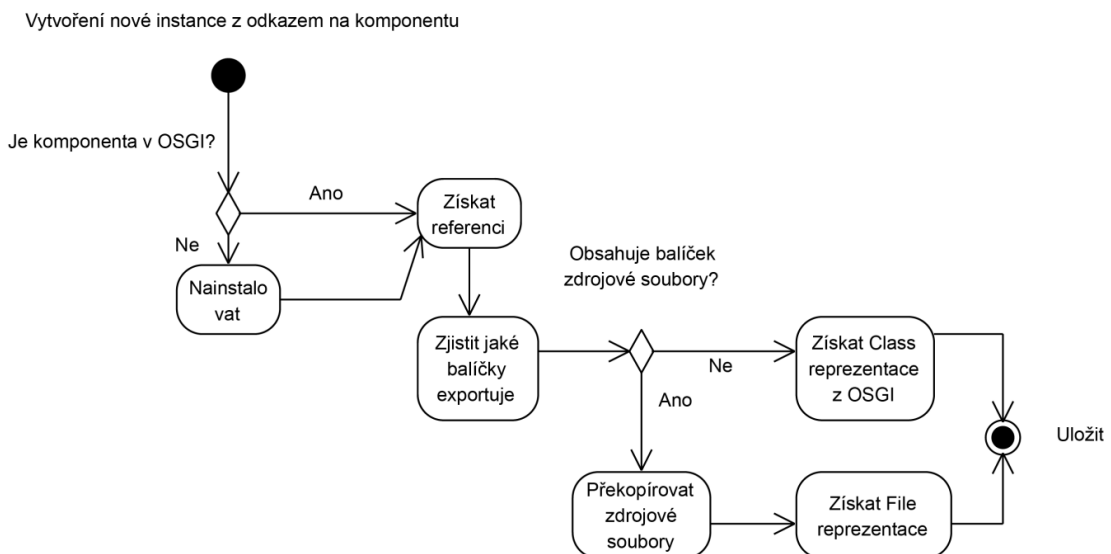 Vytvoření nové instance z odkazem na komponentu
Je komponenta v OSGI?
Ano
Získat
referenci
Ne
Nainstalo
vat
Obsahuje balíček
zdrojové soubory?
Zjistit jaké
balíčky
exportuje
Ne
Získat Class
reprezentace
z OSGI
Ano
Uložit
Překopírovat
zdrojové
soubory
Získat File
reprezentace